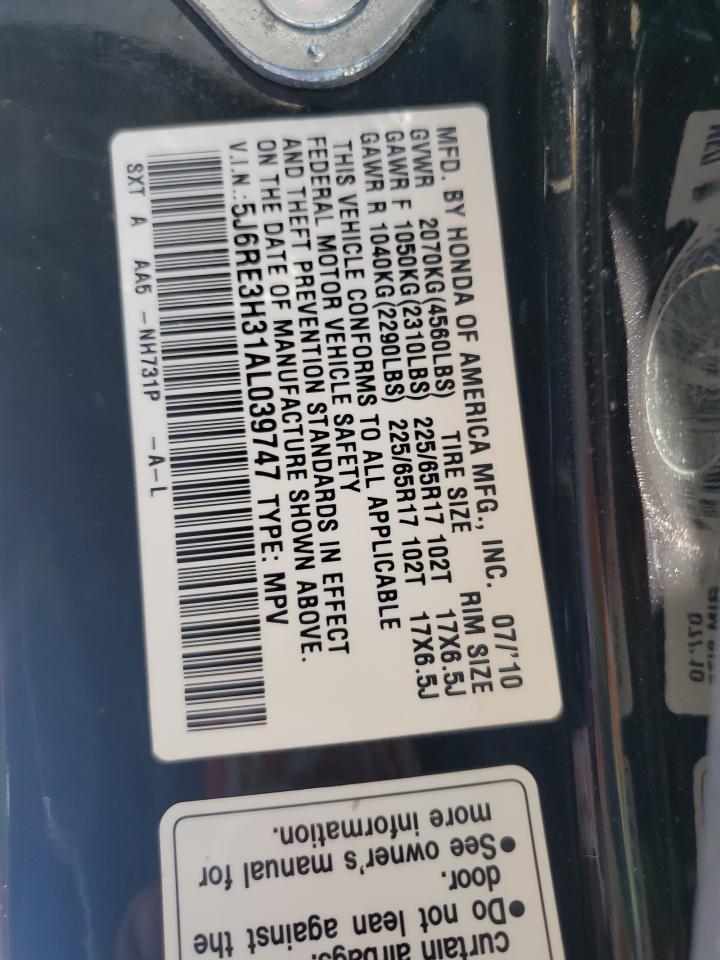 MFD. BY HONDA OF AMERICA MFG., INC. 07/'10
GVWR 2070KG(4560LBS) TIRE SIZE RIM SIZE
GAWR F 1050KG(2310LBS) 225/65R17 102T 17X6.5J
GAWR R 1040KG(2290LBS) 225/65R17 102T 17X6.5J
THIS VEHICLE CONFORMS TO ALL APPLICABLE
FEDERAL MOTOR VEHICLE SAFETY
AND THEFT PREVENTION STANDARDS IN EFFECT
ON THE DATE OF MANUFACTURE SHOWN ABOVE.
V.I.N.:5J6RE3H31AL039747 TYPE: MPV
SXT A AA5 -NH731P -A-L
curtain airbags.
•Do not lean against the
door.
•See owner's manual for
more information.